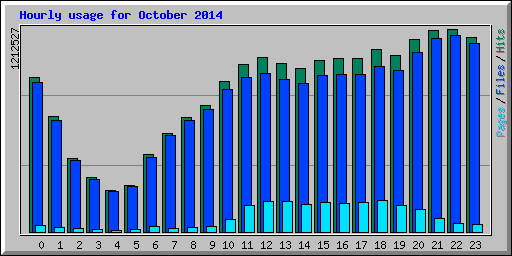 Hourly usage for October 2014
1212527
Pages / Files / Hits
0 1 2 3 4 5 6 7 8 9 10 11 12 13 14 15 16 17 18 19 20 21 22 23